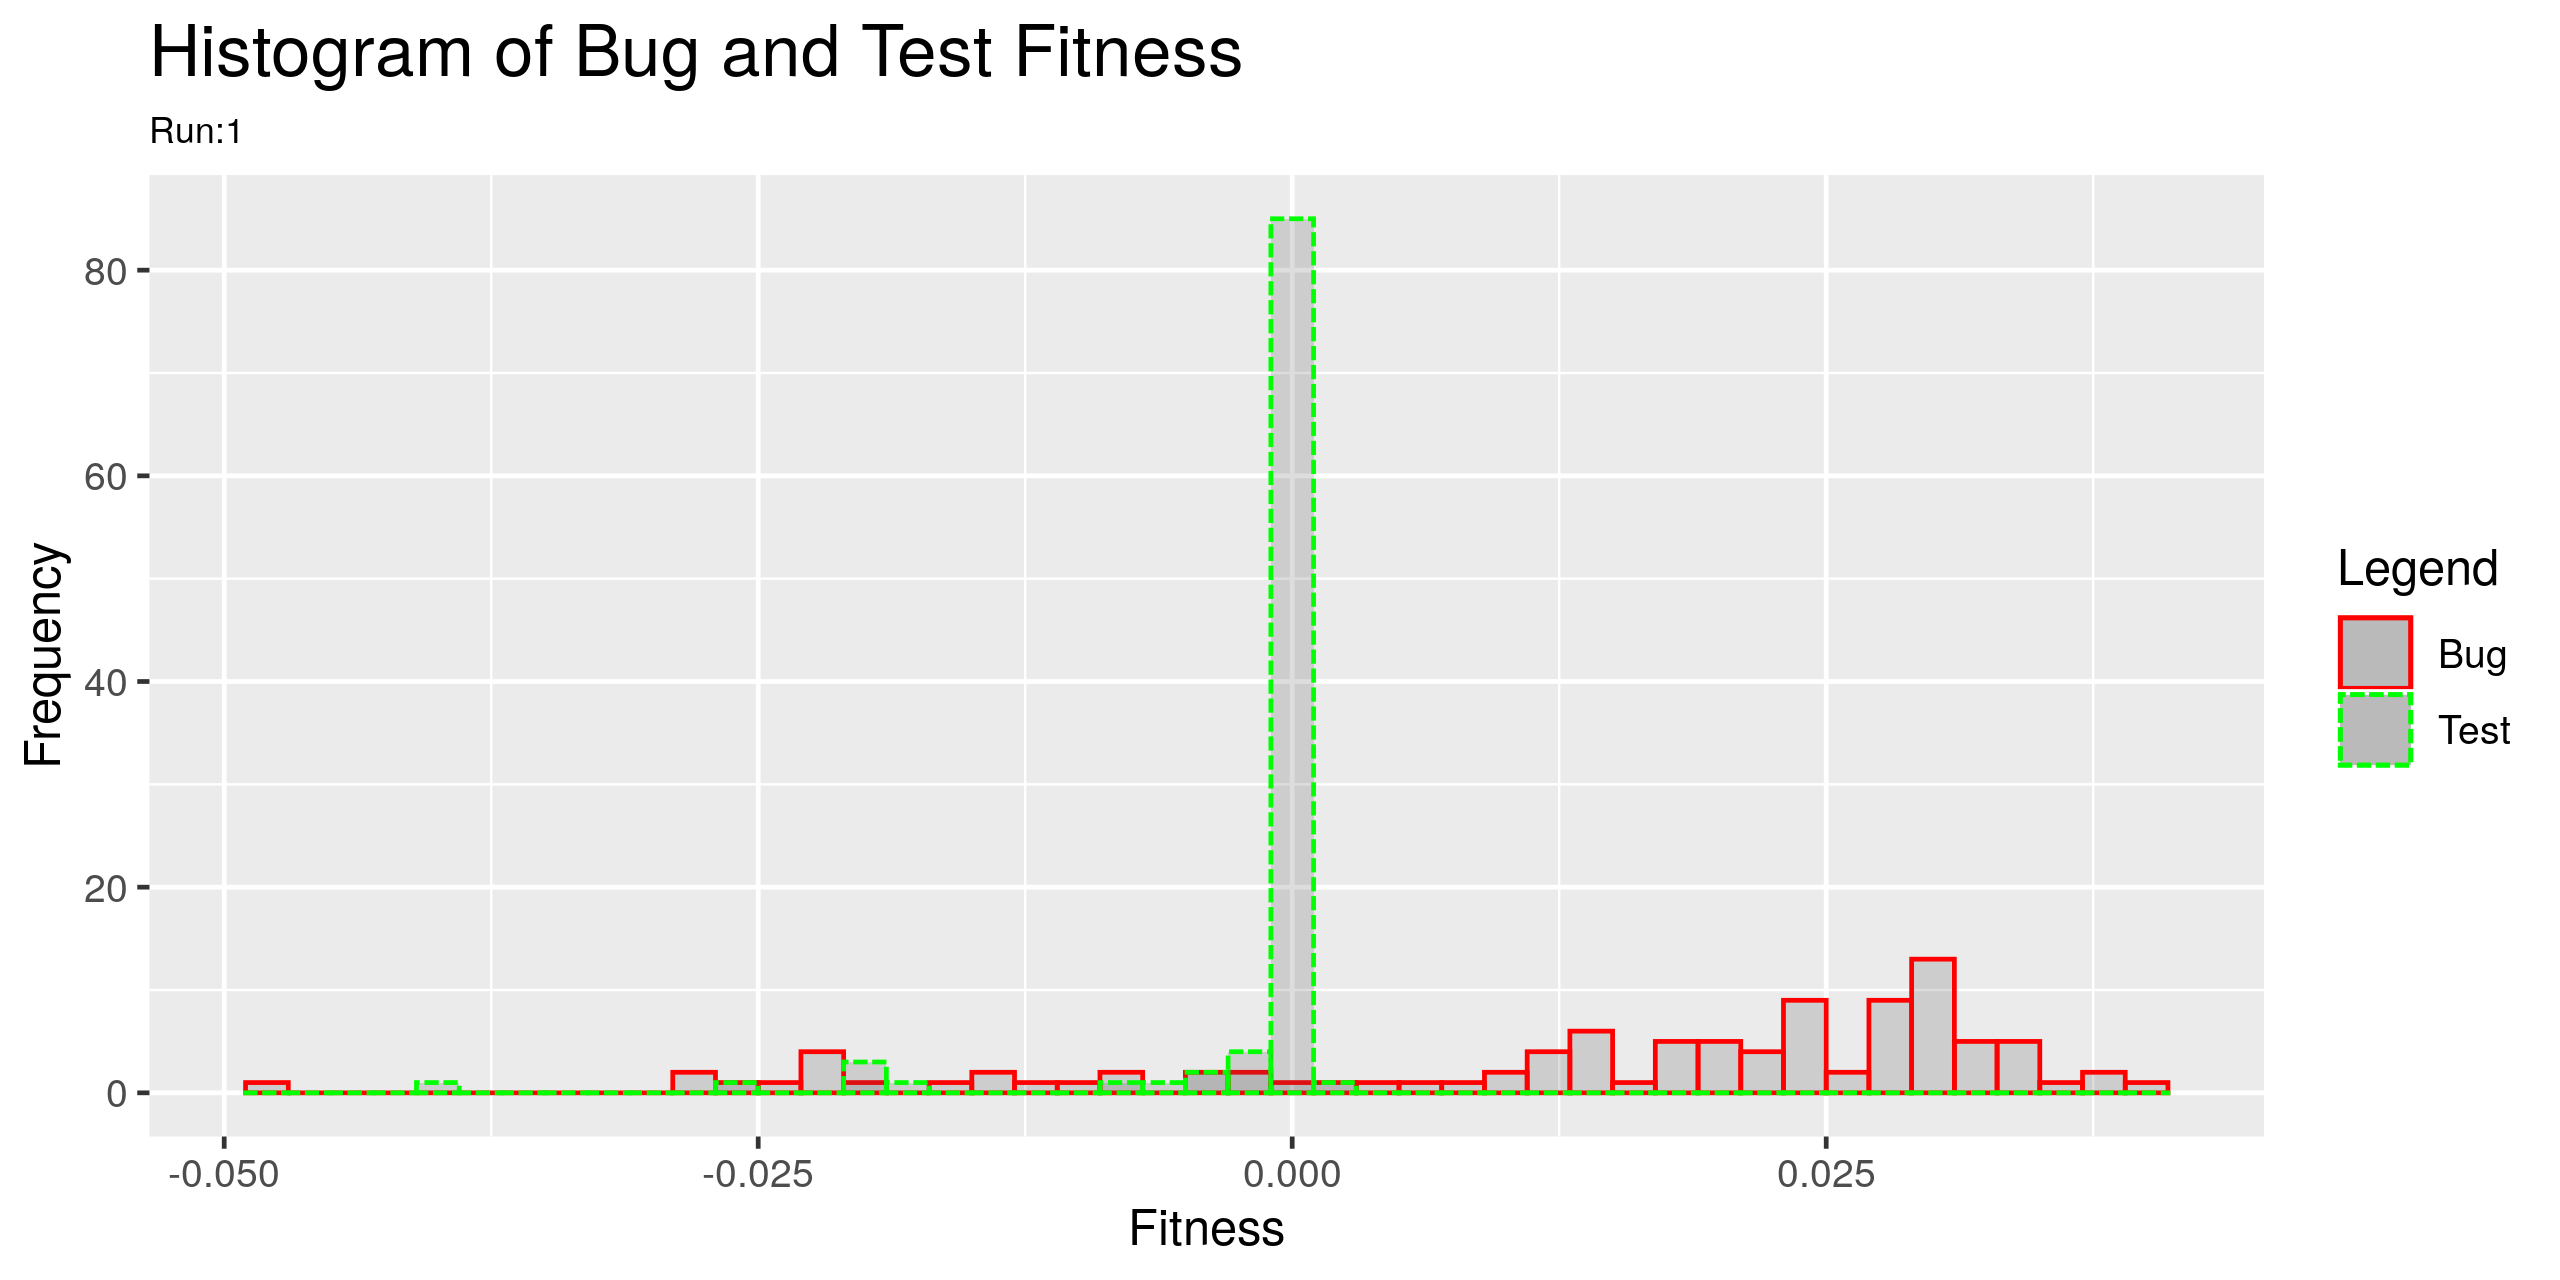 Histogram of Bug and Test Fitness
Run:1
Frequency
80
60
40
20
0
-0.050
-0.025
0.000
0.025
Fitness
Legend
Bug
Test